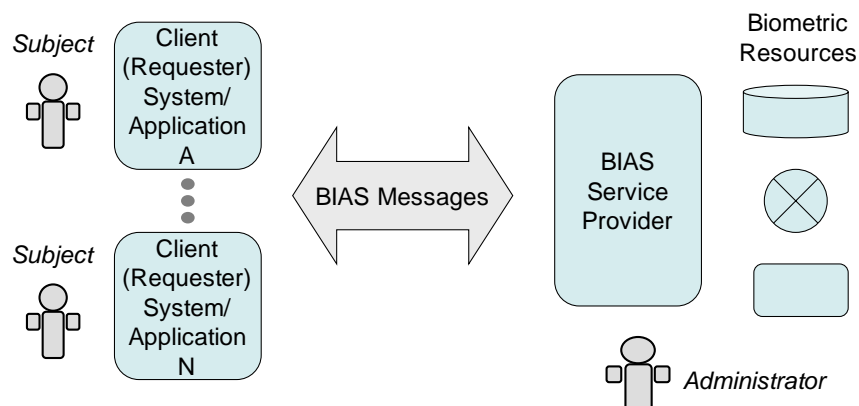 Subject
Client
(Requester)
System/
Application
A
Subject
Client
(Requester)
System/
Application
N
BIAS Messages
BIAS
Service
Provider
Biometric
Resources
Administrator